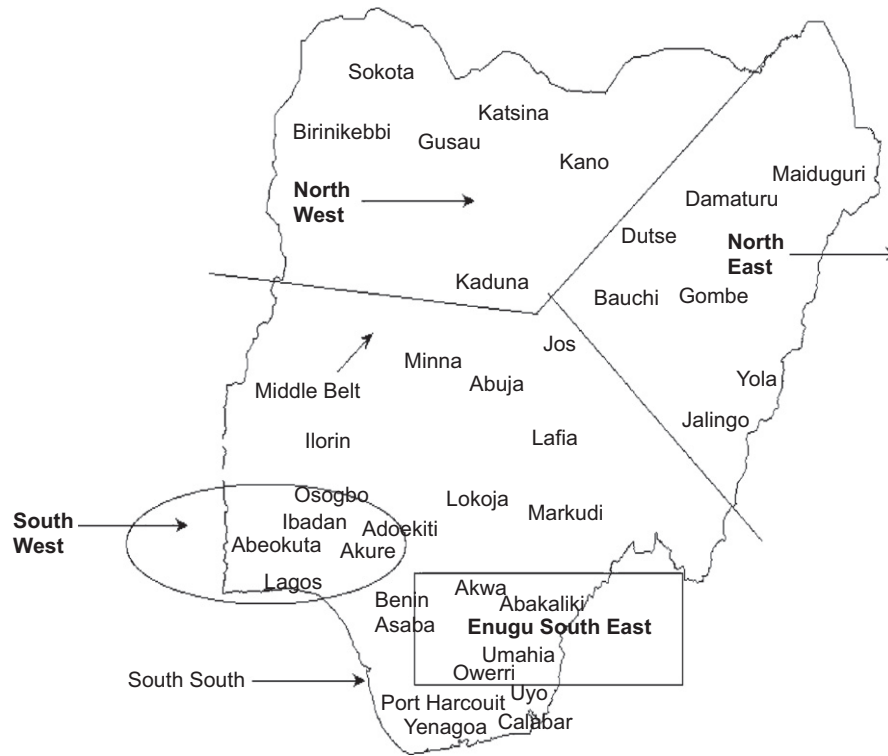 Sokota
Katsina
Birinikebbi
Gusau
Kano
Maiduguri
North
West
Damaturu
Dutse
North
East
Kaduna
Bauchi
Gombe
Jos
Minna
Abuja
Middle Belt
Yola
Jalingo
Ilorin
Lafia
Osogbo
Lokoja
Markudi
South
West
Ibadan
Adoekiti
Abeokuta
Akure
Lagos
Akwa
Benin
Abakaliki
Asaba
Enugu South East
Umahia
Owerri
South South
Uyo
Port Harcouit
Yenagoa
Calabar